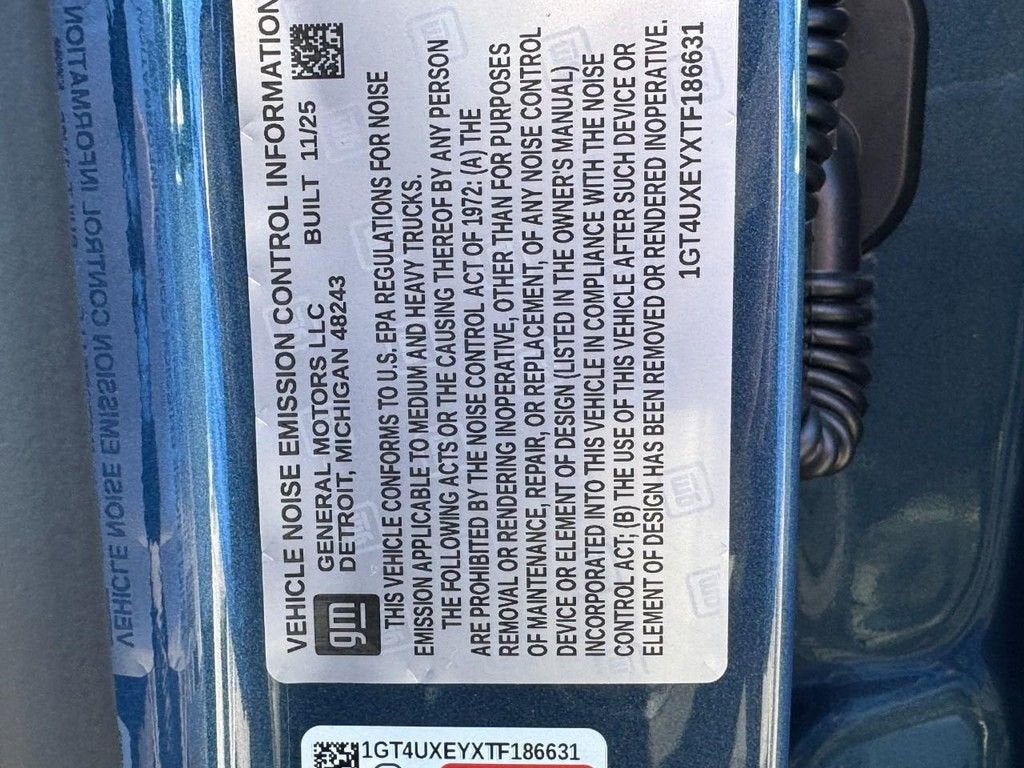 VEHICLE NOISE EMISSION CONTROL INFORMATION
GENERAL MOTORS LLC
DETROIT, MICHIGAN 48243
BUILT 11/25
gm
THIS VEHICLE CONFORMS TO U.S. EPA REGULATIONS FOR NOISE
EMISSION APPLICABLE TO MEDIUM AND HEAVY TRUCKS.
THE FOLLOWING ACTS OR THE CAUSING THEREOF BY ANY PERSON
ARE PROHIBITED BY THE NOISE CONTROL ACT OF 1972: (A) THE
REMOVAL OR RENDERING INOPERATIVE, OTHER THAN FOR PURPOSES
OF MAINTENANCE, REPAIR, OR REPLACEMENT, OF ANY NOISE CONTROL
DEVICE OR ELEMENT OF DESIGN (LISTED IN THE OWNER'S MANUAL)
INCORPORATED INTO THIS VEHICLE IN COMPLIANCE WITH THE NOISE
CONTROL ACT; (B) THE USE OF THIS VEHICLE AFTER SUCH DEVICE OR
ELEMENT OF DESIGN HAS BEEN REMOVED OR RENDERED INOPERATIVE.
1GT4UXEYXTF186631
1GT4UXEYXTF186631